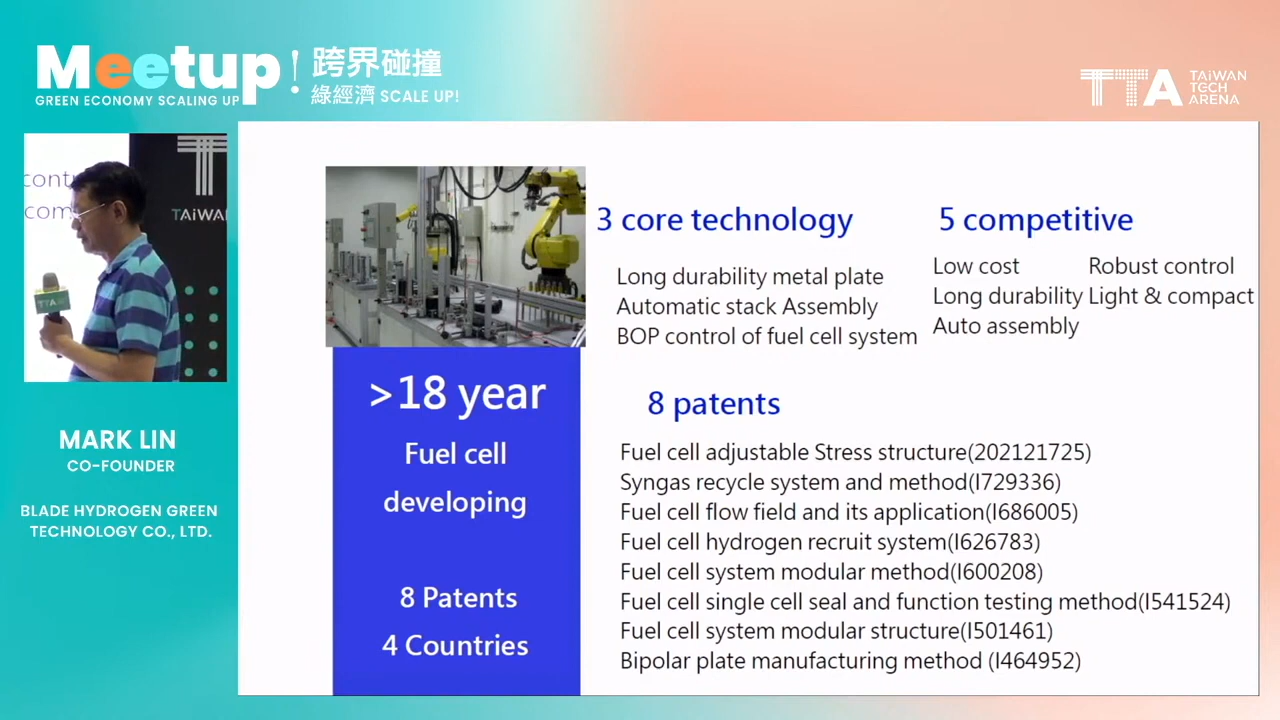 Meetup!
跨界碰撞
GREEN ECONOMY SCALING UP
綠經濟 SCALE UP!
TTA TAIWAN
TECH
ARENA
cont
com
TAIWA
TTA
MARK LIN
CO-FOUNDER
BLADE HYDROGEN GREEN
TECHNOLOGY CO., LTD.
>18 year
Fuel cell
developing
8 Patents
4 Countries
3 core technology
Long durability metal plate
Automatic stack Assembly
BOP control of fuel cell system
5 competitive
Low cost Robust control
Long durability Light & compact
Auto assembly
8 patents
Fuel cell adjustable Stress structure(202121725)
Syngas recycle system and method(I729336)
Fuel cell flow field and its application(I686005)
Fuel cell hydrogen recruit system(I626783)
Fuel cell system modular method(I600208)
Fuel cell single cell seal and function testing method(I541524)
Fuel cell system modular structure(I501461)
Bipolar plate manufacturing method (I464952)